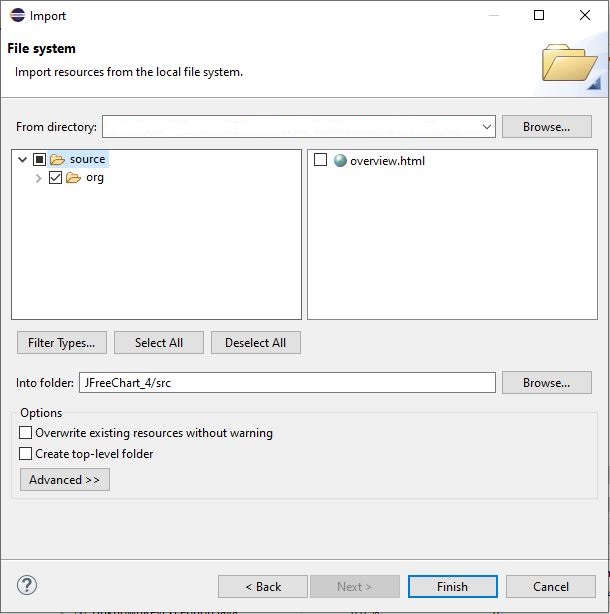 Import
File system
Import resources from the local file system.
From directory:
Browse...
source
org
overview.html
Filter Types...
Select All
Deselect All
Into folder:
JFreeChart_4/src
Browse...
Options
Overwrite existing resources without warning
Create top-level folder
Advanced >>
?
< Back
Next >
Finish
Cancel